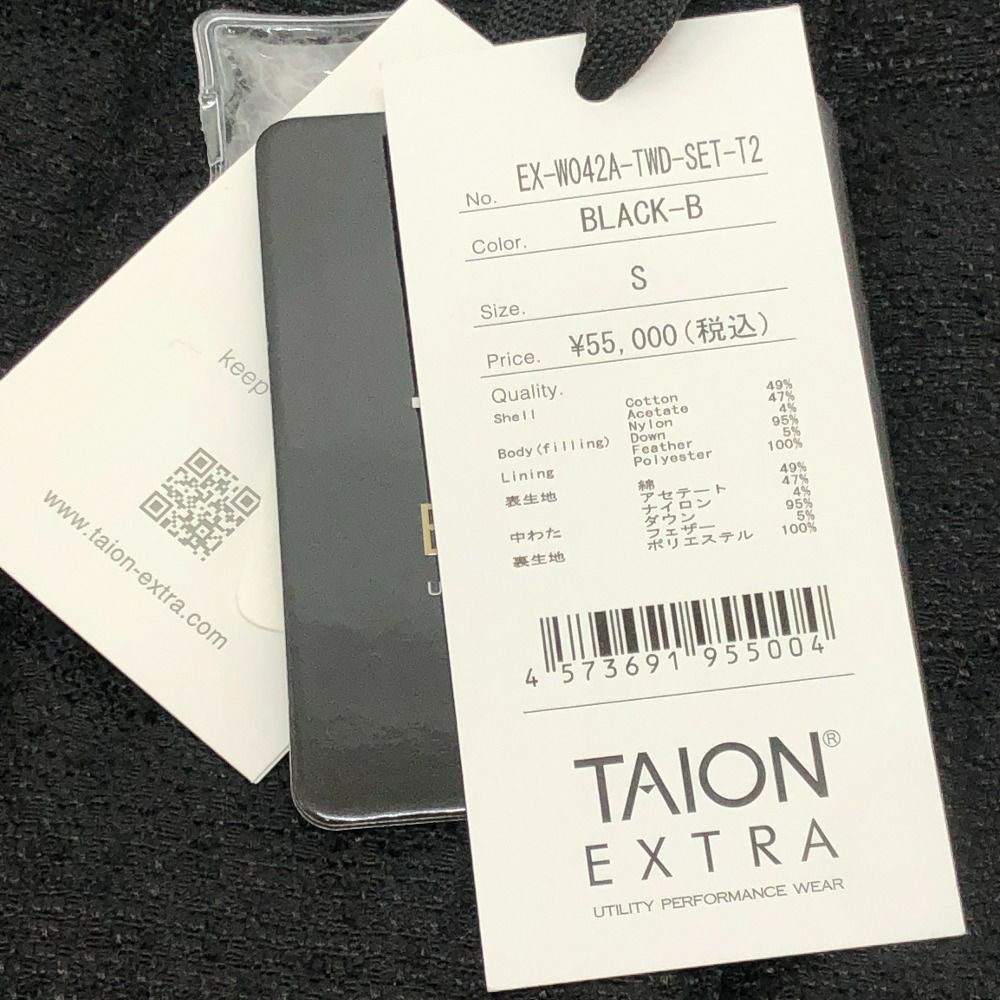 No. EX-W042A-TWD-SET-T2
Color. BLACK-B
Size. S
Price. ¥55,000(税込)
Quality.
Shell Cotton 49%
Acetate 47%
Nylon 4%
Body(filling) Down 95%
Feather 5%
Lining Polyester 100%
表生地 綿 49%
アセテート 47%
ナイロン 4%
中わた ダウン 95%
フェザー 5%
裏生地 ポリエステル 100%
4 573691 955004
TAION®
EXTRA
UTILITY PERFORMANCE WEAR
keep
www.taion-extra.com